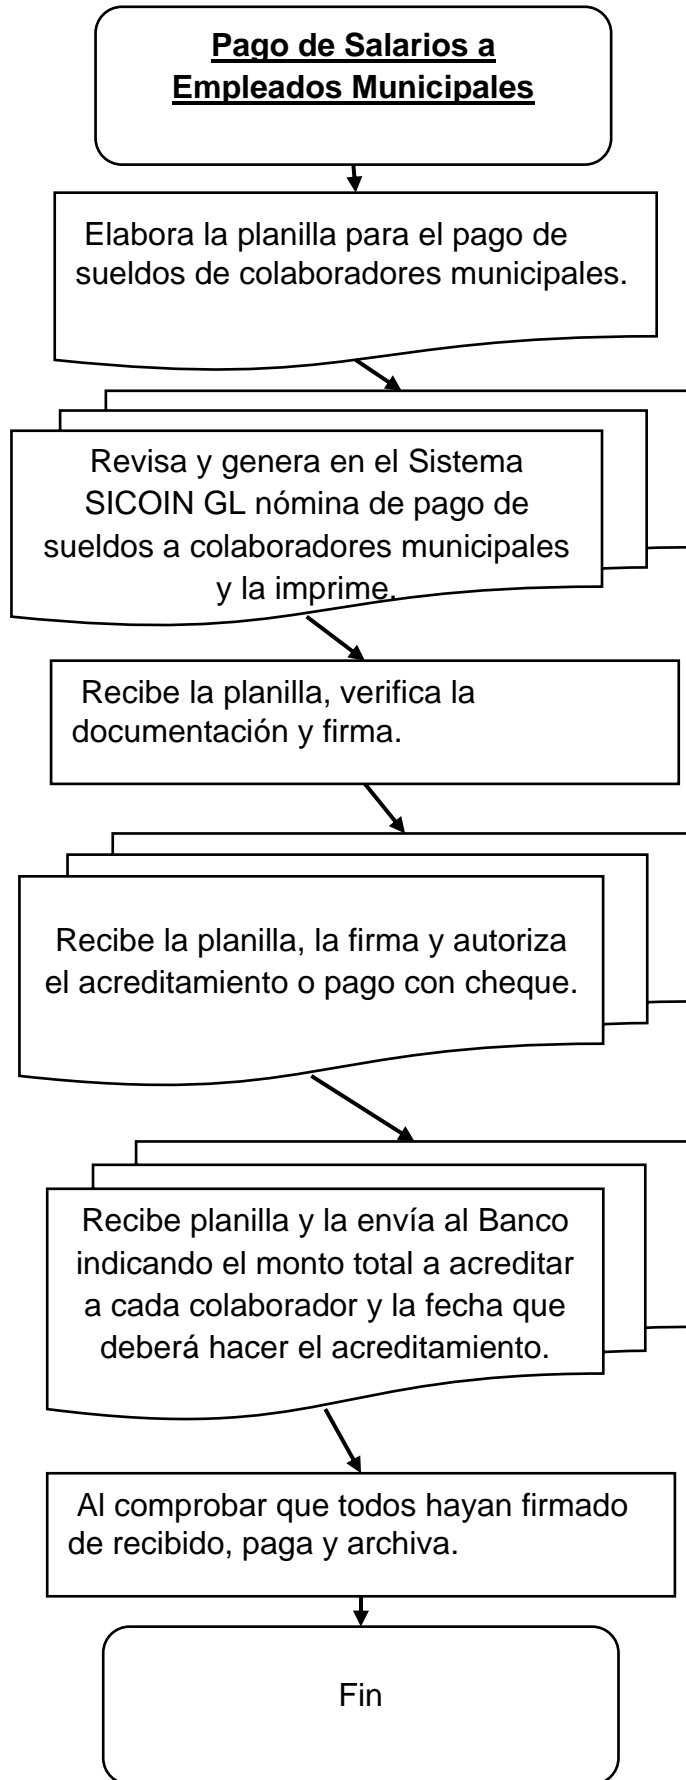 Pago de Salarios a
Empleados Municipales
Elabora la planilla para el pago de
sueldos de colaboradores municipales.
Revisa y genera en el Sistema
SICOIN GL nómina de pago de
sueldos a colaboradores municipales
y la imprime.
Recibe la planilla, verifica la
documentación y firma.
Recibe la planilla, la firma y autoriza
el acreditamiento o pago con cheque.
Recibe planilla y la envía al Banco
indicando el monto total a acreditar
a cada colaborador y la fecha que
deberá hacer el acreditamiento.
Al comprobar que todos hayan firmado
de recibido, paga y archiva.
Fin